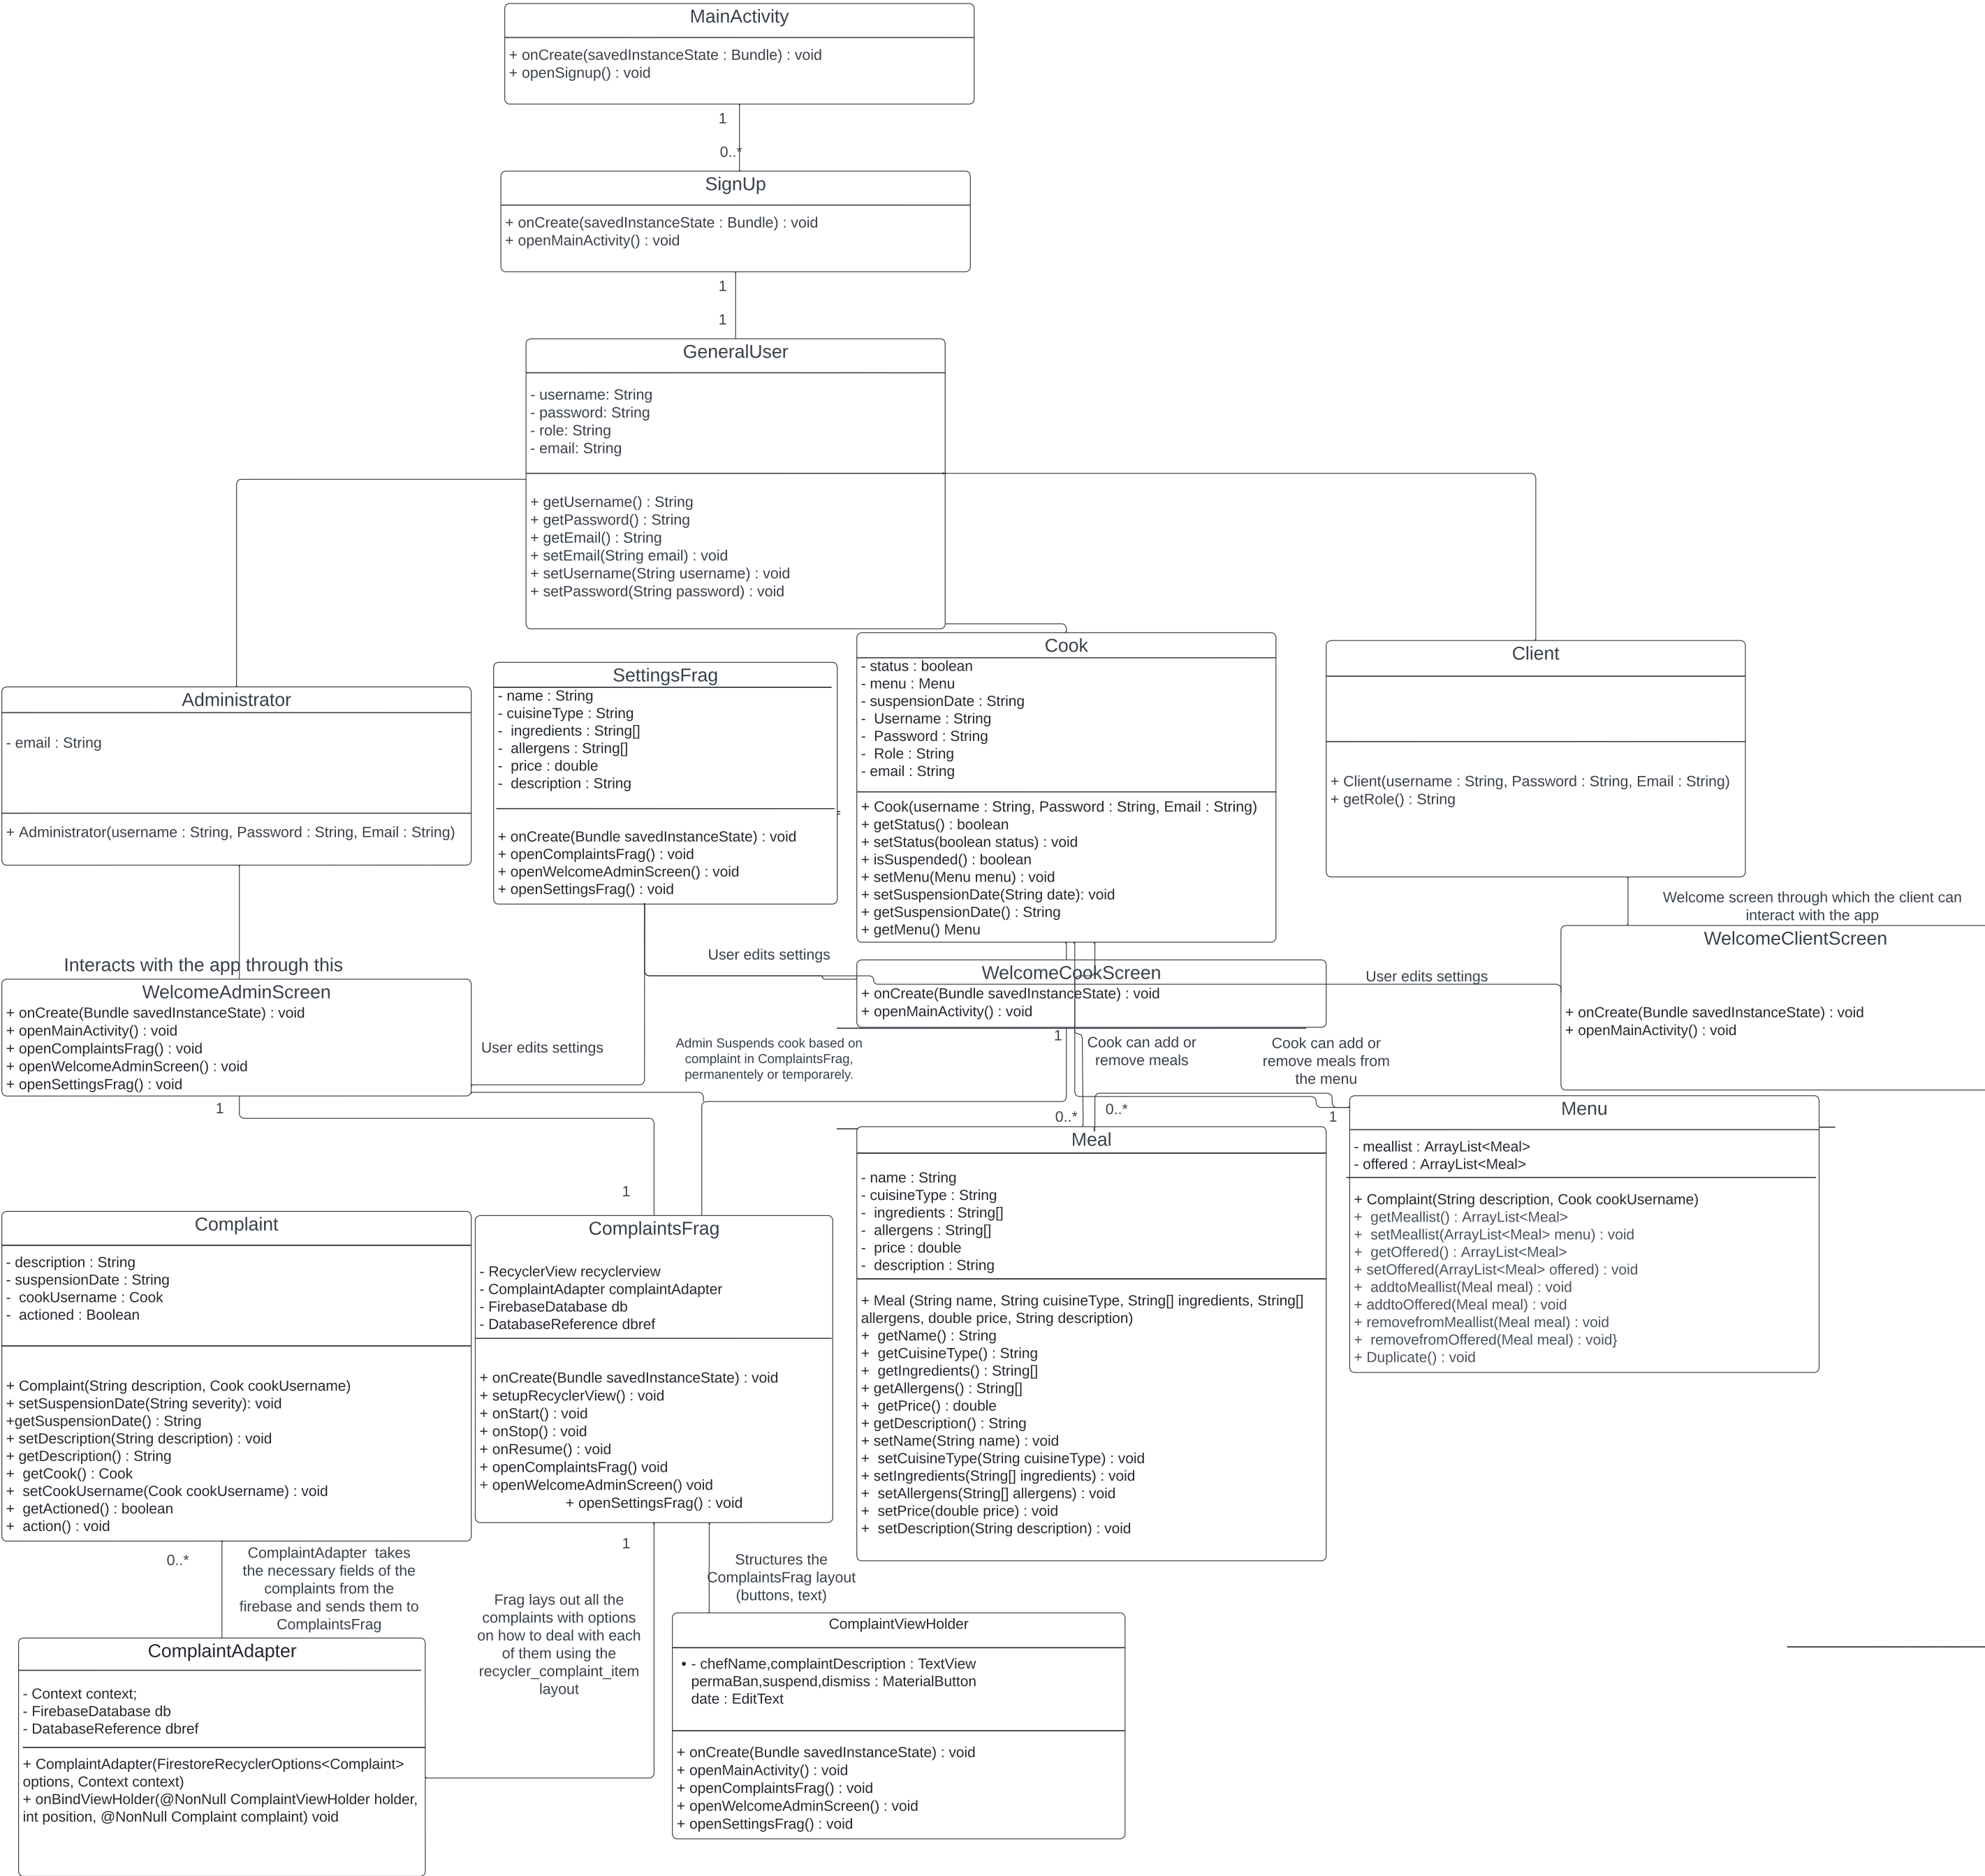 MainActivity
+ onCreate(savedInstanceState : Bundle) : void
+ openSignup() : void
1
0..*
SignUp
+ onCreate(savedInstanceState : Bundle) : void
+ openMainActivity() : void
1
1
GeneralUser
- username: String
- password: String
- role: String
- email: String
+ getUsername() : String
+ getPassword() : String
+ getEmail() : String
+ setEmail(String email) : void
+ setUsername(String username) : void
+ setPassword(String password) : void
Administrator
- email : String
+ Administrator(username : String, Password : String, Email : String)
SettingsFrag
- name : String
- cuisineType : String
-  ingredients : String[]
-  allergens : String[]
-  price : double
-  description : String
+ onCreate(Bundle savedInstanceState) : void
+ openComplaintsFrag() : void
+ openWelcomeAdminScreen() : void
+ openSettingsFrag() : void
Cook
- status : boolean
- menu : Menu
- suspensionDate : String
-  Username : String
-  Password : String
-  Role : String
- email : String
+ Cook(username : String, Password : String, Email : String)
+ getStatus() : boolean
+ setStatus(boolean status) : void
+ isSuspended() : boolean
+ setMenu(Menu menu) : void
+ setSuspensionDate(String date): void
+ getSuspensionDate() : String
+ getMenu() Menu
Client
+ Client(username : String, Password : String, Email : String)
+ getRole() : String
Welcome screen through which the client can
interact with the app
WelcomeClientScreen
+ onCreate(Bundle savedInstanceState) : void
+ openMainActivity() : void
User edits settings
WelcomeCookScreen
+ onCreate(Bundle savedInstanceState) : void
+ openMainActivity() : void
User edits settings
Interacts with the app through this
WelcomeAdminScreen
+ onCreate(Bundle savedInstanceState) : void
+ openMainActivity() : void
+ openComplaintsFrag() : void
+ openWelcomeAdminScreen() : void
+ openSettingsFrag() : void
User edits settings
Admin Suspends cook based on
complaint in ComplaintsFrag,
permanentely or temporarely.
1
Cook can add or
remove meals
Cook can add or
remove meals from
the menu
1
0..*
0..*
1
1
Menu
- meallist : ArrayList<Meal>
- offered : ArrayList<Meal>
+ Complaint(String description, Cook cookUsername)
+  getMeallist() : ArrayList<Meal>
+  setMeallist(ArrayList<Meal> menu) : void
+  getOffered() : ArrayList<Meal>
+ setOffered(ArrayList<Meal> offered) : void
+  addtoMeallist(Meal meal) : void
+ addtoOffered(Meal meal) : void
+ removefromMeallist(Meal meal) : void
+  removefromOffered(Meal meal) : void}
+ Duplicate() : void
Meal
- name : String
- cuisineType : String
-  ingredients : String[]
-  allergens : String[]
-  price : double
-  description : String
+ Meal (String name, String cuisineType, String[] ingredients, String[]
allergens, double price, String description)
+  getName() : String
+  getCuisineType() : String
+  getIngredients() : String[]
+ getAllergens() : String[]
+  getPrice() : double
+ getDescription() : String
+ setName(String name) : void
+  setCuisineType(String cuisineType) : void
+ setIngredients(String[] ingredients) : void
+  setAllergens(String[] allergens) : void
+  setPrice(double price) : void
+  setDescription(String description) : void
Complaint
- description : String
- suspensionDate : String
-  cookUsername : Cook
-  actioned : Boolean
+ Complaint(String description, Cook cookUsername)
+ setSuspensionDate(String severity): void
+getSuspensionDate() : String
+ setDescription(String description) : void
+ getDescription() : String
+  getCook() : Cook
+  setCookUsername(Cook cookUsername) : void
+  getActioned() : boolean
+  action() : void
ComplaintsFrag
- RecyclerView recyclerview
- ComplaintAdapter complaintAdapter
- FirebaseDatabase db
- DatabaseReference dbref
+ onCreate(Bundle savedInstanceState) : void
+ setupRecyclerView() : void
+ onStart() : void
+ onStop() : void
+ onResume() : void
+ openComplaintsFrag() void
+ openWelcomeAdminScreen() void
+ openSettingsFrag() : void
0..*
ComplaintAdapter  takes
the necessary fields of the
complaints from the
firebase and sends them to
ComplaintsFrag
1
Structures the
ComplaintsFrag layout
(buttons, text)
Frag lays out all the
complaints with options
on how to deal with each
of them using the
recycler_complaint_item
layout
ComplaintAdapter
- Context context;
- FirebaseDatabase db
- DatabaseReference dbref
+ ComplaintAdapter(FirestoreRecyclerOptions<Complaint>
options, Context context)
+ onBindViewHolder(@NonNull ComplaintViewHolder holder,
int position, @NonNull Complaint complaint) void
ComplaintViewHolder
• - chefName,complaintDescription : TextView
permaBan,suspend,dismiss : MaterialButton
date : EditText
+ onCreate(Bundle savedInstanceState) : void
+ openMainActivity() : void
+ openComplaintsFrag() : void
+ openWelcomeAdminScreen() : void
+ openSettingsFrag() : void